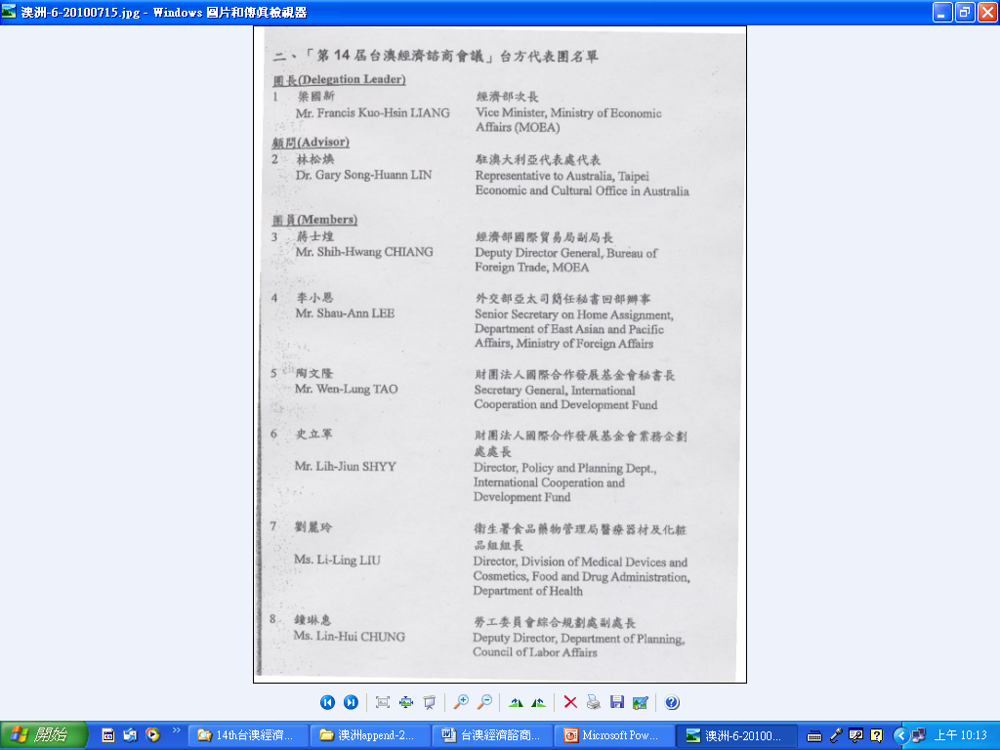 澳洲-6-20100715.jpg - Windows 圖片和傳真檢視器
二、「第14屆台澳經濟諮商會議」台方代表團名單
團長(Delegation Leader)
1 梁國新 經濟部次長
Mr. Francis Kuo-Hsin LIANG Vice Minister, Ministry of Economic
Affairs (MOEA)
顧問(Advisor)
2 林松煥 駐澳大利亞代表處代表
Dr. Gary Song-Huann LIN Representative to Australia, Taipei
Economic and Cultural Office in Australia
團員(Members)
3 蔣士煌 經濟部國際貿易局副局長
Mr. Shih-Hwang CHIANG Deputy Director General, Bureau of
Foreign Trade, MOEA
4 李小恩 外交部亞太司簡任秘書回部辦事
Mr. Shau-Ann LEE Senior Secretary on Home Assignment,
Department of East Asian and Pacific
Affairs, Ministry of Foreign Affairs
5 陶文隆 財團法人國際合作發展基金會秘書長
Mr. Wen-Lung TAO Secretary General, International
Cooperation and Development Fund
6 史立軍 財團法人國際合作發展基金會業務企劃
處處長
Mr. Lih-Jiun SHYY Director, Policy and Planning Dept.,
International Cooperation and
Development Fund
7 劉麗玲 衛生署食品藥物管理局醫療器材及化粧
品組組長
Ms. Li-Ling LIU Director, Division of Medical Devices and
Cosmetics, Food and Drug Administration,
Department of Health
8 鐘琳惠 勞工委員會綜合規劃處副處長
Ms. Lin-Hui CHUNG Deputy Director, Department of Planning,
Council of Labor Affairs
開始 14th台澳經濟... 澳洲append-2... 台澳經濟諮商... Microsoft Pow... 澳洲-6-20100... 上午 10:13